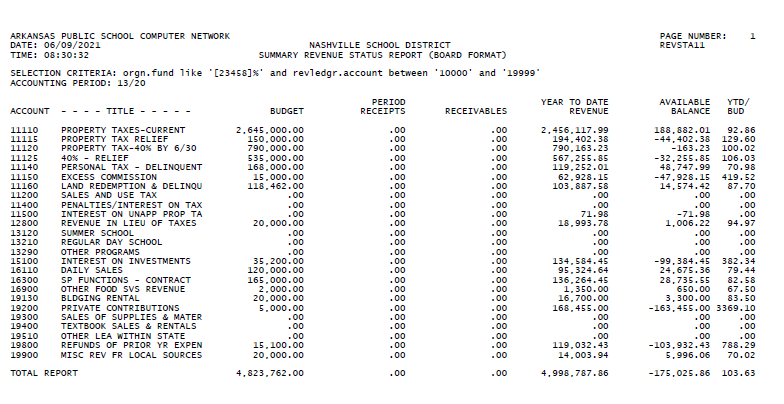 ARKANSAS PUBLIC SCHOOL COMPUTER NETWORK PAGE NUMBER: 1
DATE: 06/09/2021 NASHVILLE SCHOOL DISTRICT REVSTA11
TIME: 08:30:32 SUMMARY REVENUE STATUS REPORT (BOARD FORMAT)
SELECTION CRITERIA: orgn.fund like '[23458]%' and revledgr.account between '10000' and '19999'
ACCOUNTING PERIOD: 13/20
PERIOD YEAR TO DATE AVAILABLE YTD/
ACCOUNT - - - - TITLE - - - - - BUDGET RECEIPTS RECEIVABLES REVENUE BALANCE BUD
11110 PROPERTY TAXES-CURRENT 2,645,000.00 .00 .00 2,456,117.99 188,882.01 92.86
11115 PROPERTY TAX RELIEF 150,000.00 .00 .00 194,402.38 -44,402.38 129.60
11120 PROPERTY TAX-40% BY 6/30 790,000.00 .00 .00 790,163.23 -163.23 100.02
11125 40% - RELIEF 535,000.00 .00 .00 567,255.85 -32,255.85 106.03
11140 PERSONAL TAX - DELINQUENT 168,000.00 .00 .00 119,252.01 48,747.99 70.98
11150 EXCESS COMMISSION 15,000.00 .00 .00 62,928.15 -47,928.15 419.52
11160 LAND REDEMPTION & DELINQU 118,462.00 .00 .00 103,887.58 14,574.42 87.70
11200 SALES AND USE TAX .00 .00 .00 .00 .00 .00
11400 PENALTIES/INTEREST ON TAX .00 .00 .00 .00 .00 .00
11500 INTEREST ON UNAPP PROP TA .00 .00 .00 71.98 -71.98 .00
12800 REVENUE IN LIEU OF TAXES 20,000.00 .00 .00 18,993.78 1,006.22 94.97
13120 SUMMER SCHOOL .00 .00 .00 .00 .00 .00
13210 REGULAR DAY SCHOOL .00 .00 .00 .00 .00 .00
13290 OTHER PROGRAMS .00 .00 .00 .00 .00 .00
15100 INTEREST ON INVESTMENTS 35,200.00 .00 .00 134,584.45 -99,384.45 382.34
16110 DAILY SALES 120,000.00 .00 .00 95,324.64 24,675.36 79.44
16300 SP FUNCTIONS - CONTRACT 165,000.00 .00 .00 136,264.45 28,735.55 82.58
16900 OTHER FOOD SVS REVENUE 2,000.00 .00 .00 1,350.00 650.00 67.50
19130 BLDGING RENTAL 20,000.00 .00 .00 16,700.00 3,300.00 83.50
19200 PRIVATE CONTRIBUTIONS 5,000.00 .00 .00 168,455.00 -163,455.00 3369.10
19300 SALES OF SUPPLIES & MATER .00 .00 .00 .00 .00 .00
19400 TEXTBOOK SALES & RENTALS .00 .00 .00 .00 .00 .00
19510 OTHER LEA WITHIN STATE .00 .00 .00 .00 .00 .00
19800 REFUNDS OF PRIOR YR EXPEN 15,100.00 .00 .00 119,032.43 -103,932.43 788.29
19900 MISC REV FR LOCAL SOURCES 20,000.00 .00 .00 14,003.94 5,996.06 70.02
TOTAL REPORT 4,823,762.00 .00 .00 4,998,787.86 -175,025.86 103.63